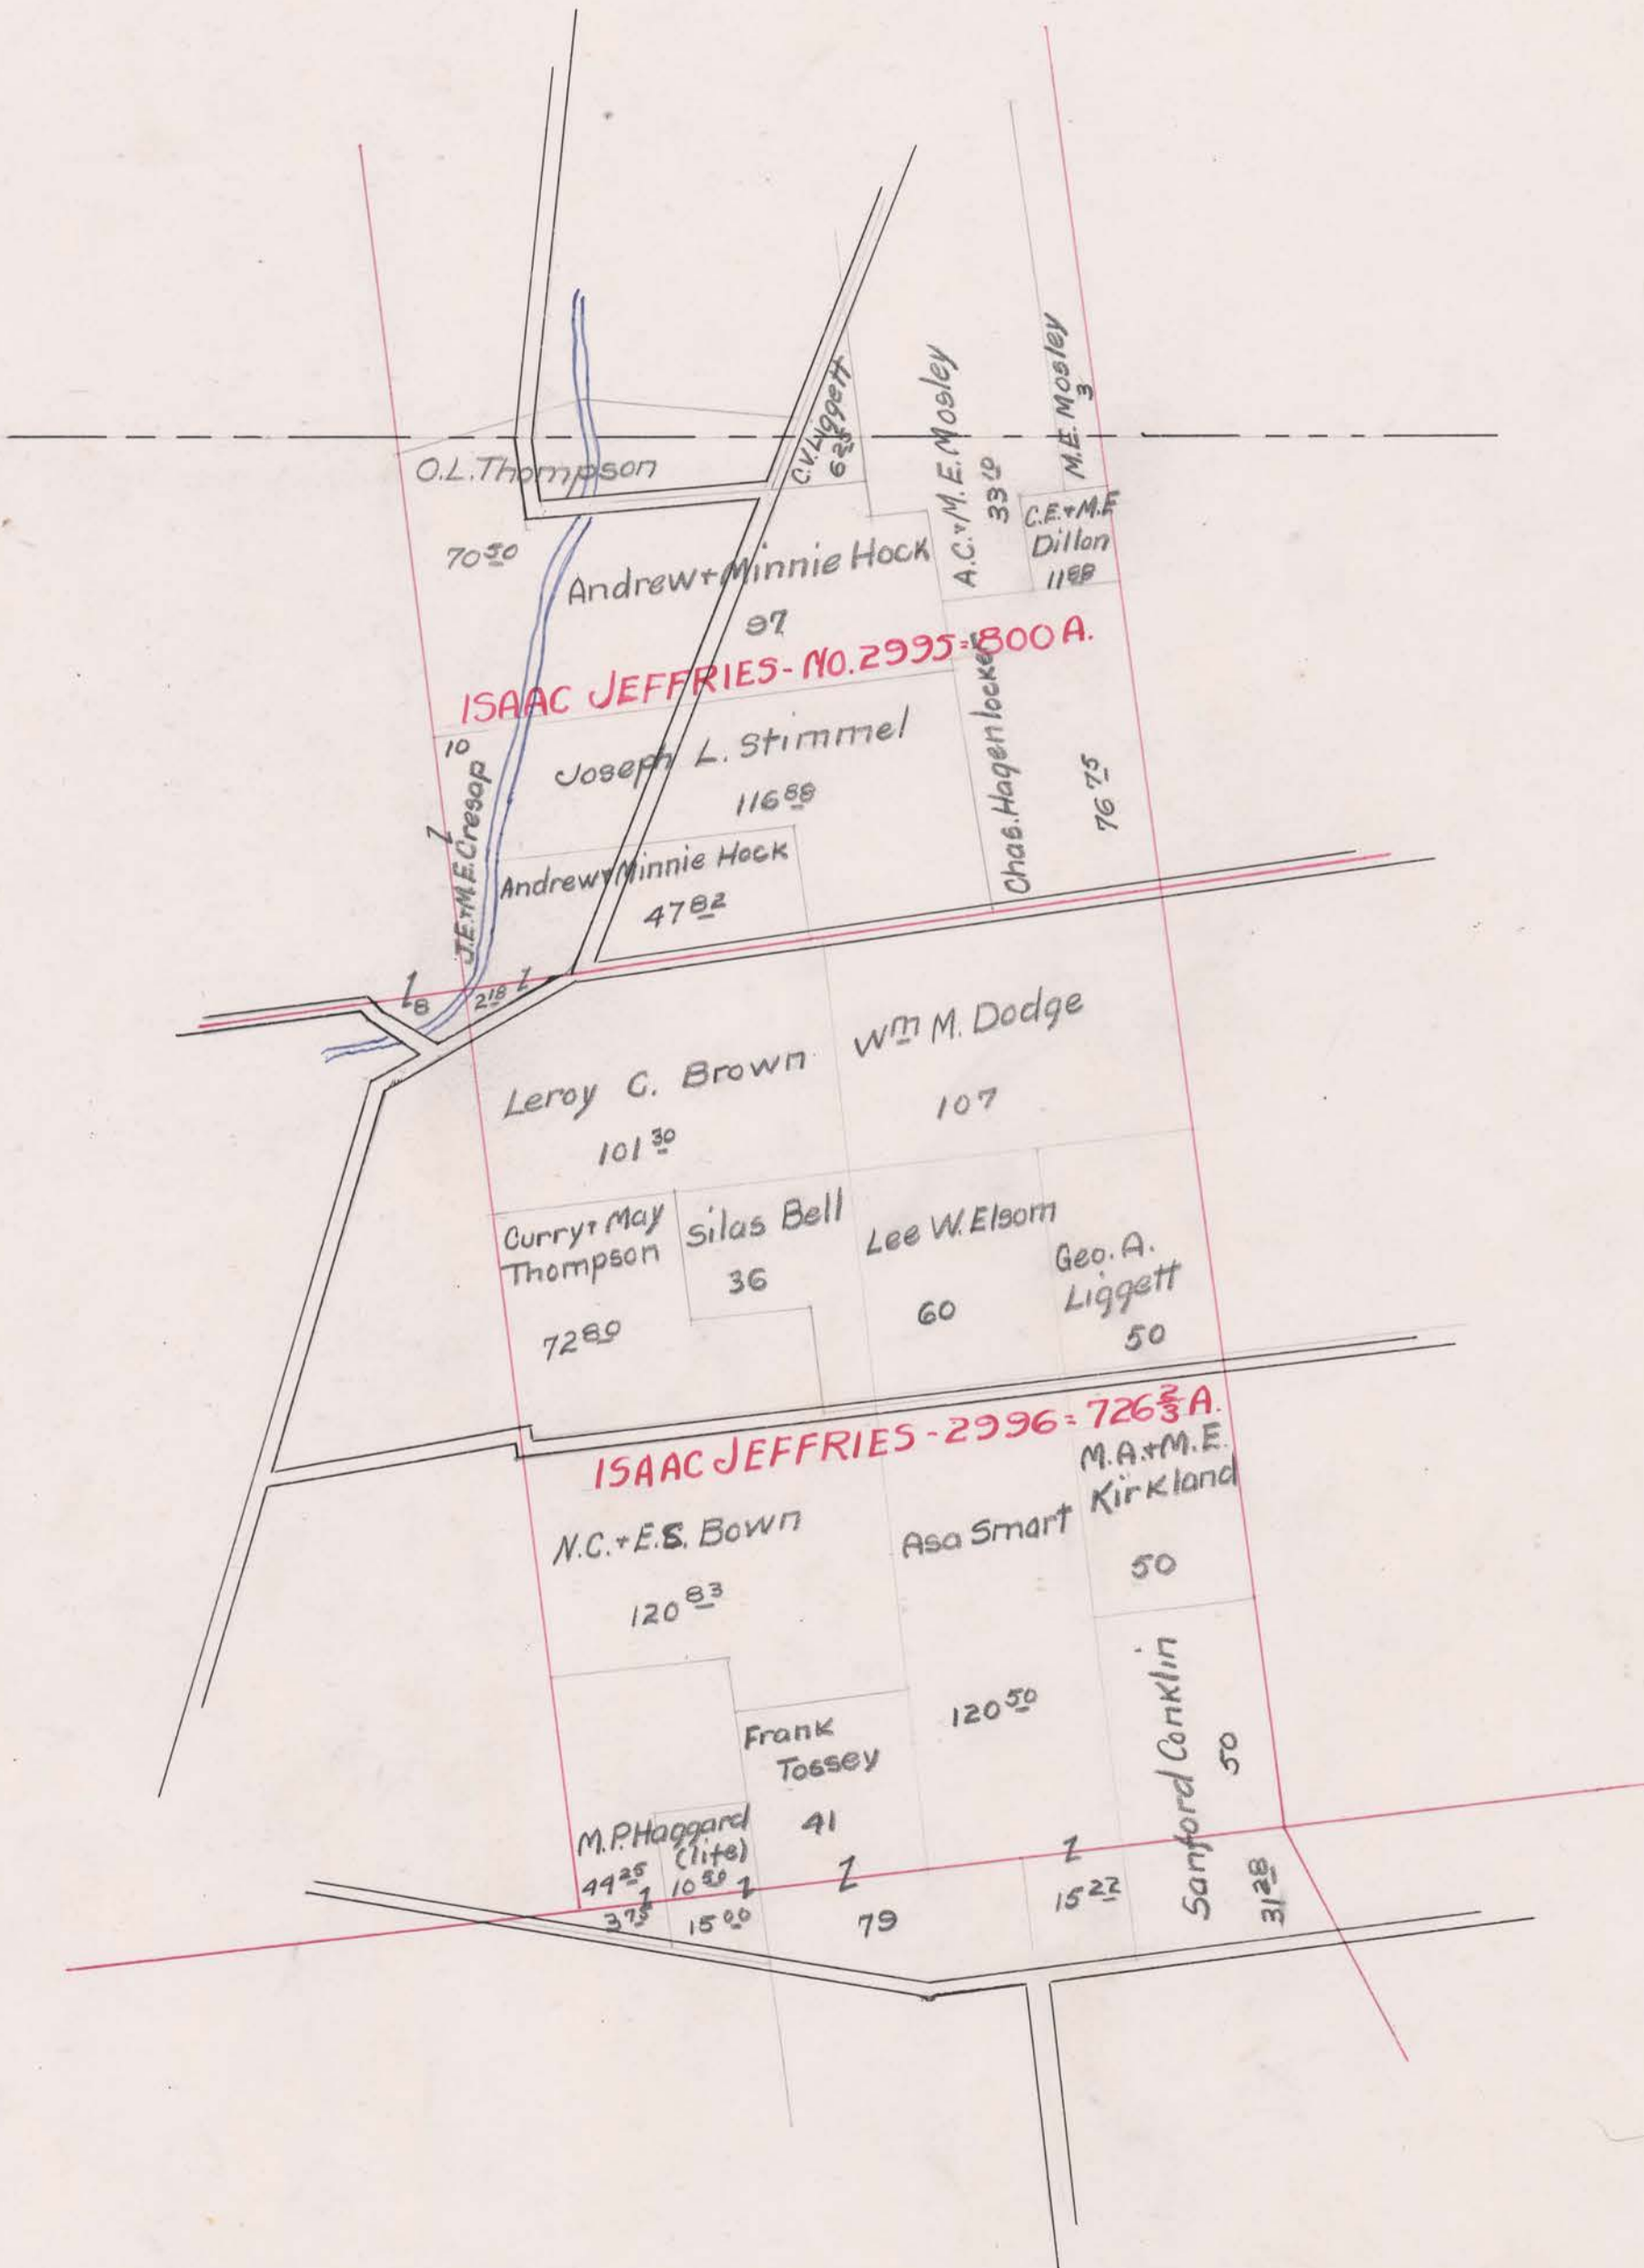 M.E. Mosley
3
C.V. Liggett
A.C. + M.E. Mosley
33 10
O.L. Thompson
70 50
C.E. + M.E
Dillon
Andrew + Minnie Hock
97
ISAAC JEFFRIES - NO. 2995 = 800 A.
10
J.E. + M.E. Cresap
Joseph L. Stimmel
116 88
Chas. Hagenlocker
76 75
Andrew + Minnie Hock
47 82
8
2 18
Leroy C. Brown
101 30
Wm M. Dodge
107
Curry + May
Thompson
72 80
Silas Bell
36
Lee W. Elsom
60
Geo. A.
Liggett
50
ISAAC JEFFRIES - 2996 = 726 2/3 A.
M.A. + M.E.
Kirkland
50
N.C. + E.S. Bown
120 83
Asa Smart
120 50
Frank
Tossey
41
Sanford Conklin
50
M.P. Haggard
(life)
44 25
10 50
3 75
15 00
79
15 22
31 28